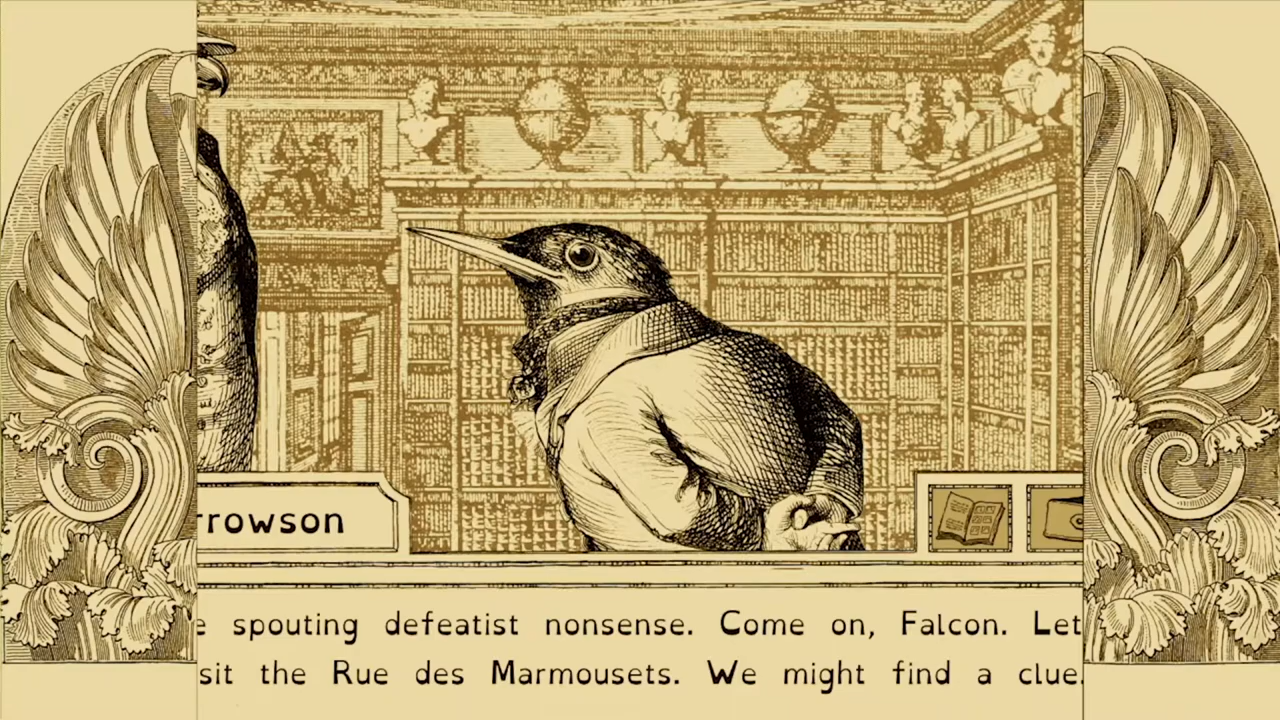 rrowson
e spouting defeatist nonsense. Come on, Falcon. Let
sit the Rue des Marmousets. We might find a clue.